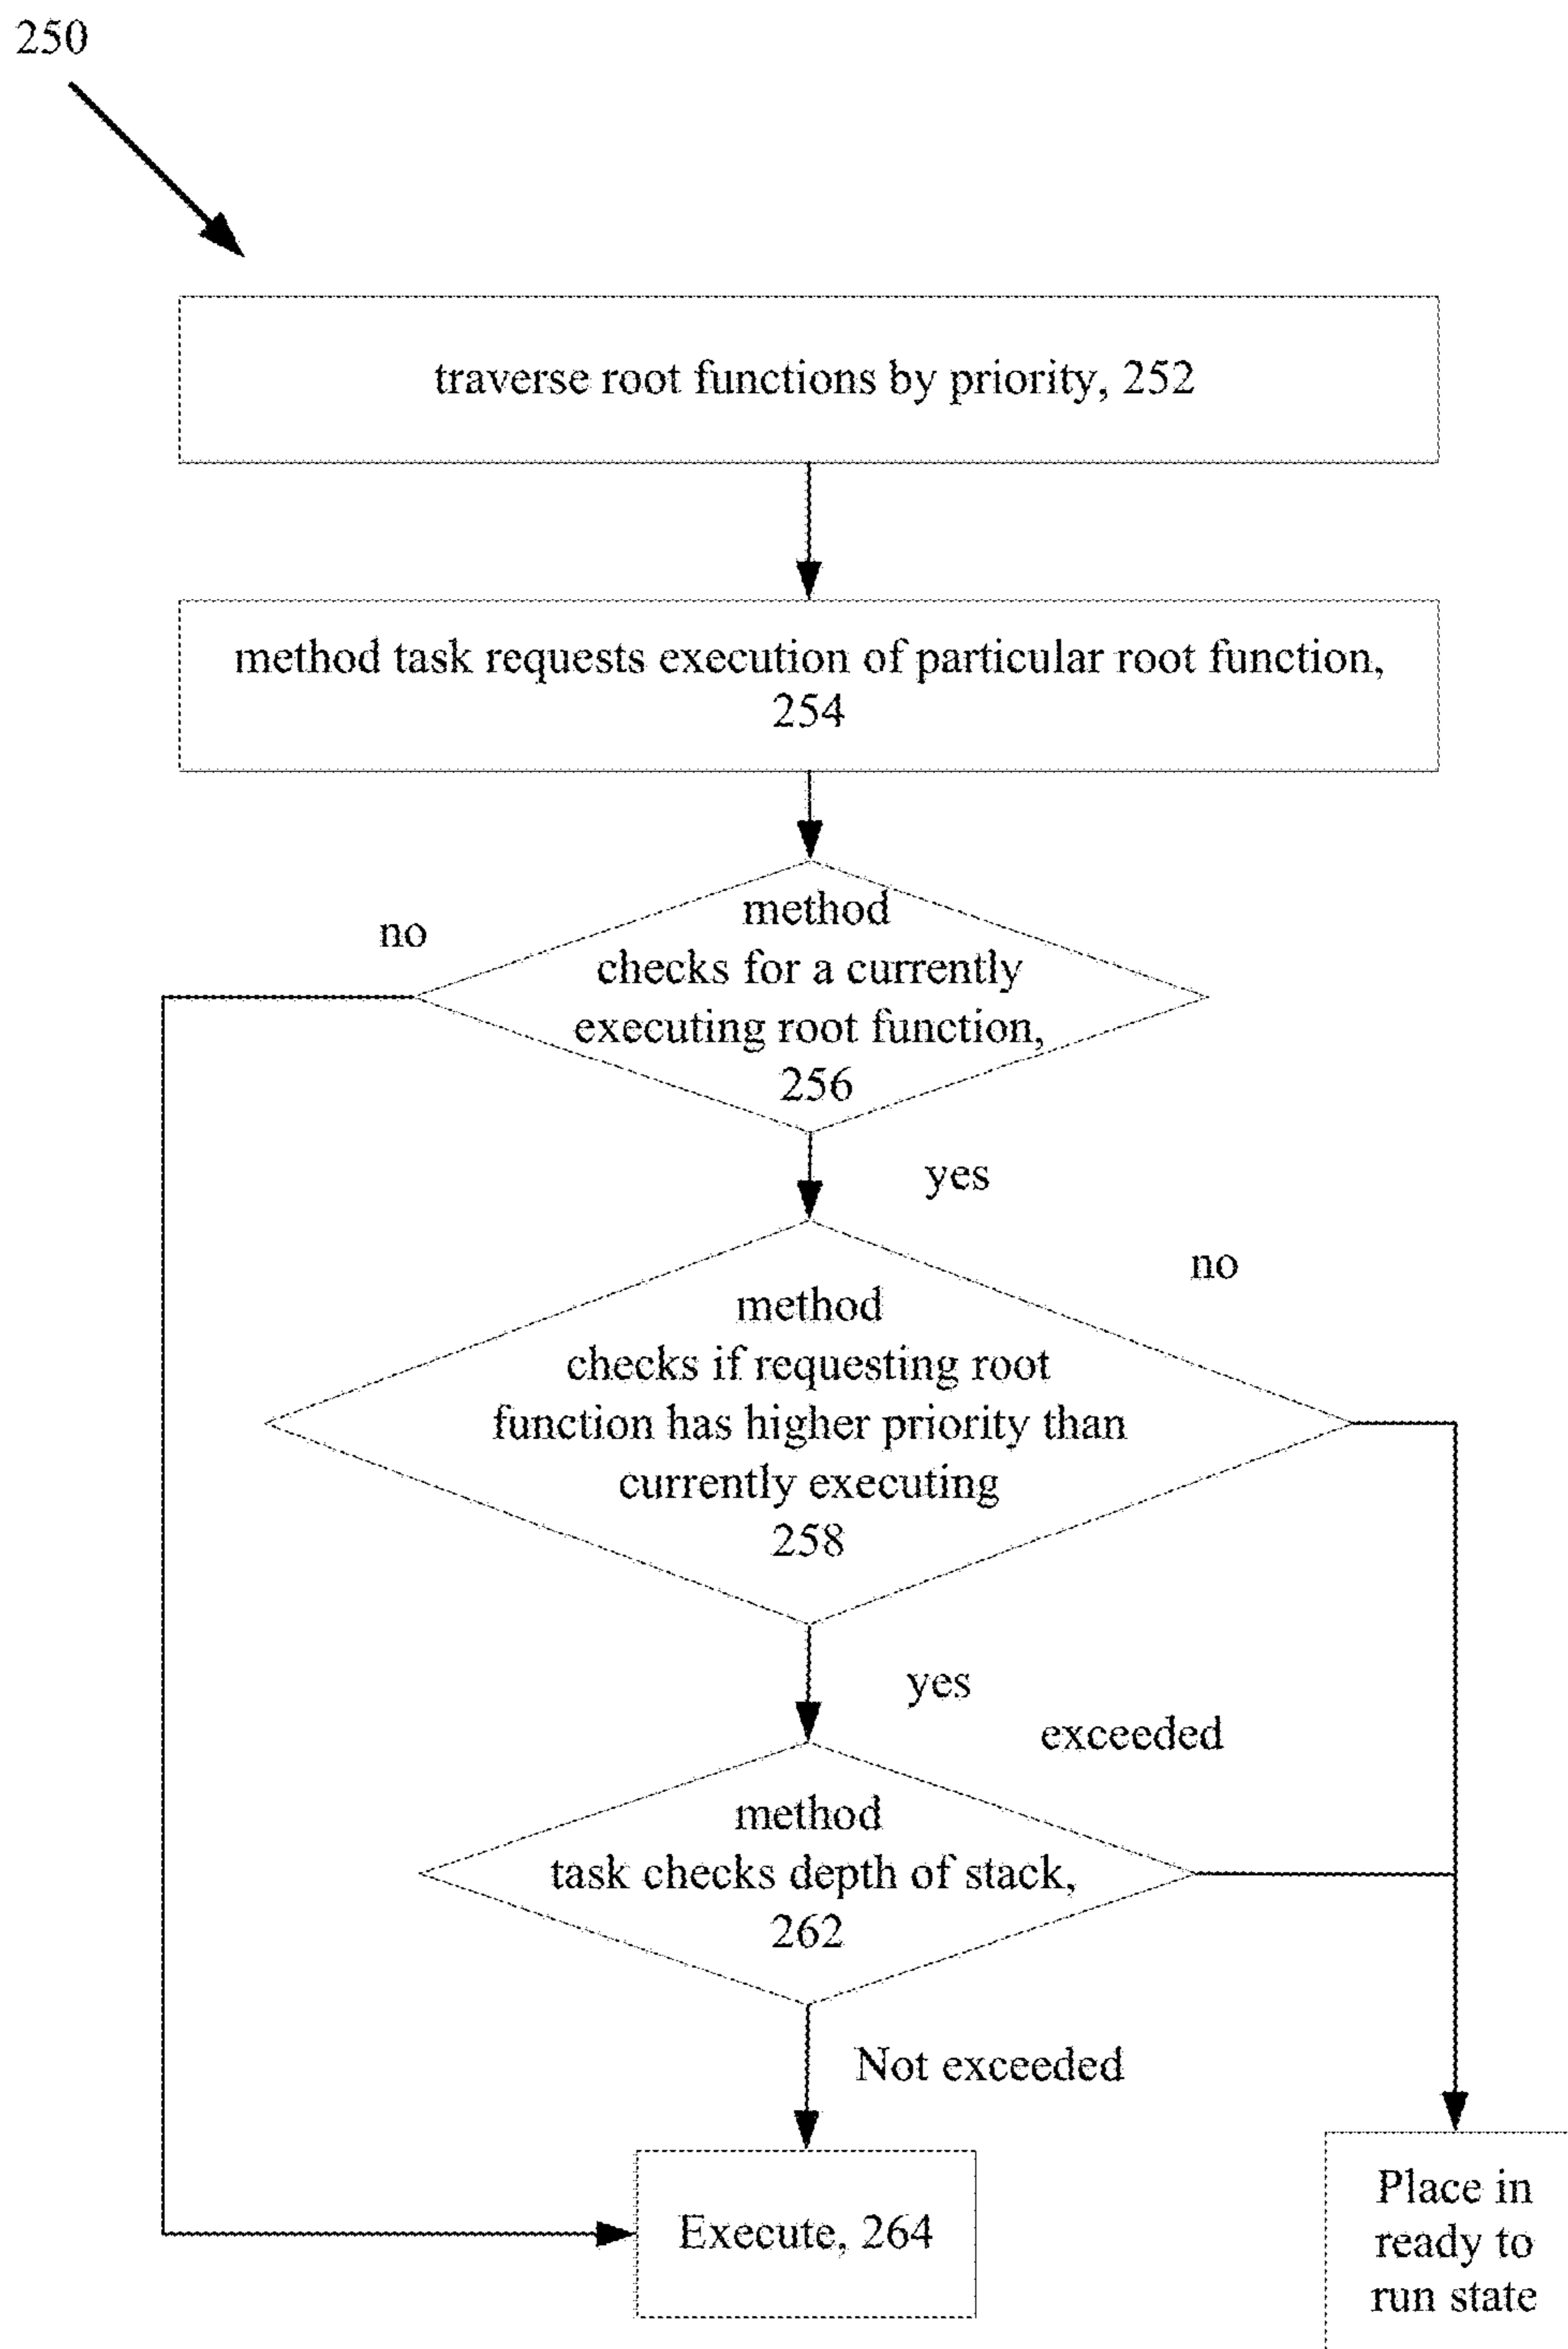 250
traverse root functions by priority, 252
method task requests execution of particular root function,
254
no
method
checks for a currently
executing root function,
256
yes
no
method
checks if requesting root
function has higher priority than
currently executing
258
yes
exceeded
method
task checks depth of stack,
262
Not exceeded
Execute, 264
Place in
ready to
run state